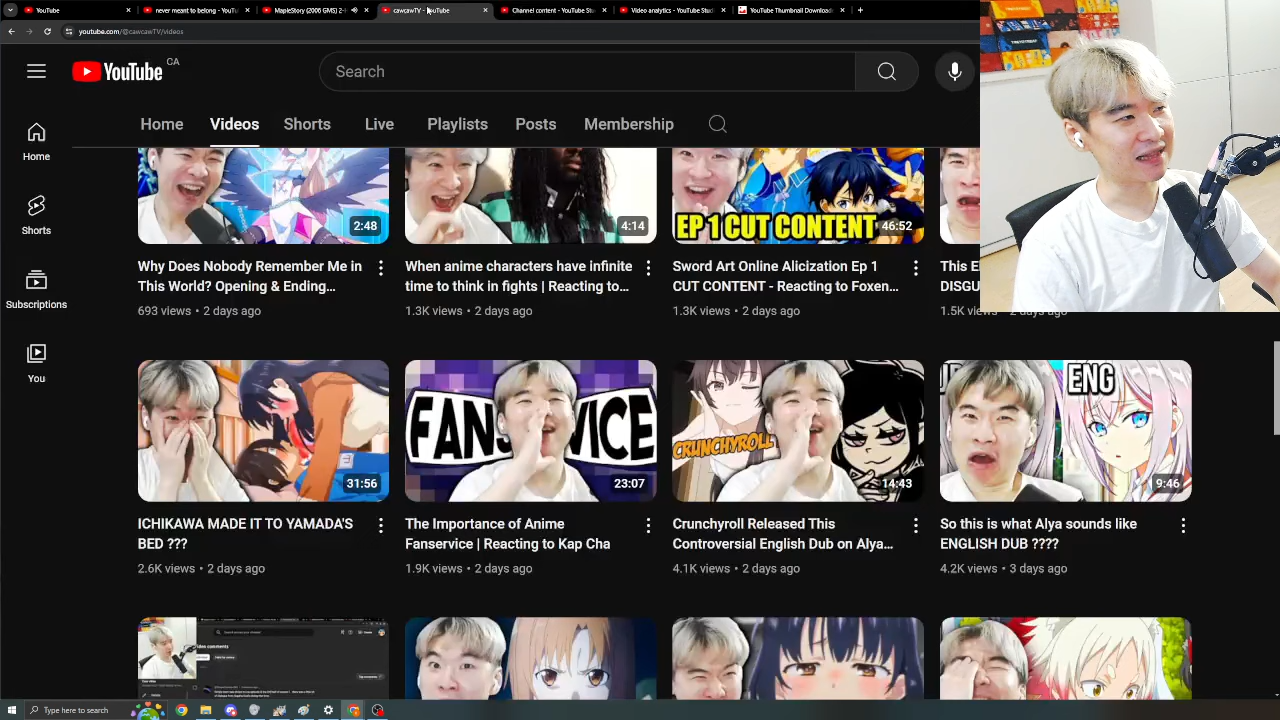 YouTube
never meant to belong - YouTu
MapleStory (2006 GMS) 2-
cawcawTV - YouTube
Channel content - YouTube Stu
Video analytics - YouTube Stud
YouTube Thumbnail Download
youtube.com/@cawcawTV/videos
YouTube CA
Search
Home
Videos
Shorts
Live
Playlists
Posts
Membership
Home
Shorts
Subscriptions
You
2:48
4:14
EP 1 CUT CONTENT
46:52
Why Does Nobody Remember Me in
This World? Opening & Ending...
693 views • 2 days ago
When anime characters have infinite
time to think in fights | Reacting to...
1.3K views • 2 days ago
Sword Art Online Alicization Ep 1
CUT CONTENT - Reacting to Foxen...
1.3K views • 2 days ago
This E
DISGU
1.5K views • 2 days ago
31:56
FANS VICE
23:07
CRUNCHYROLL
14:43
ENG
9:46
ICHIKAWA MADE IT TO YAMADA'S
BED ???
2.6K views • 2 days ago
The Importance of Anime
Fanservice | Reacting to Kap Cha
1.9K views • 2 days ago
Crunchyroll Released This
Controversial English Dub on Alya...
4.1K views • 2 days ago
So this is what Alya sounds like
ENGLISH DUB ????
4.2K views • 3 days ago
Type here to search